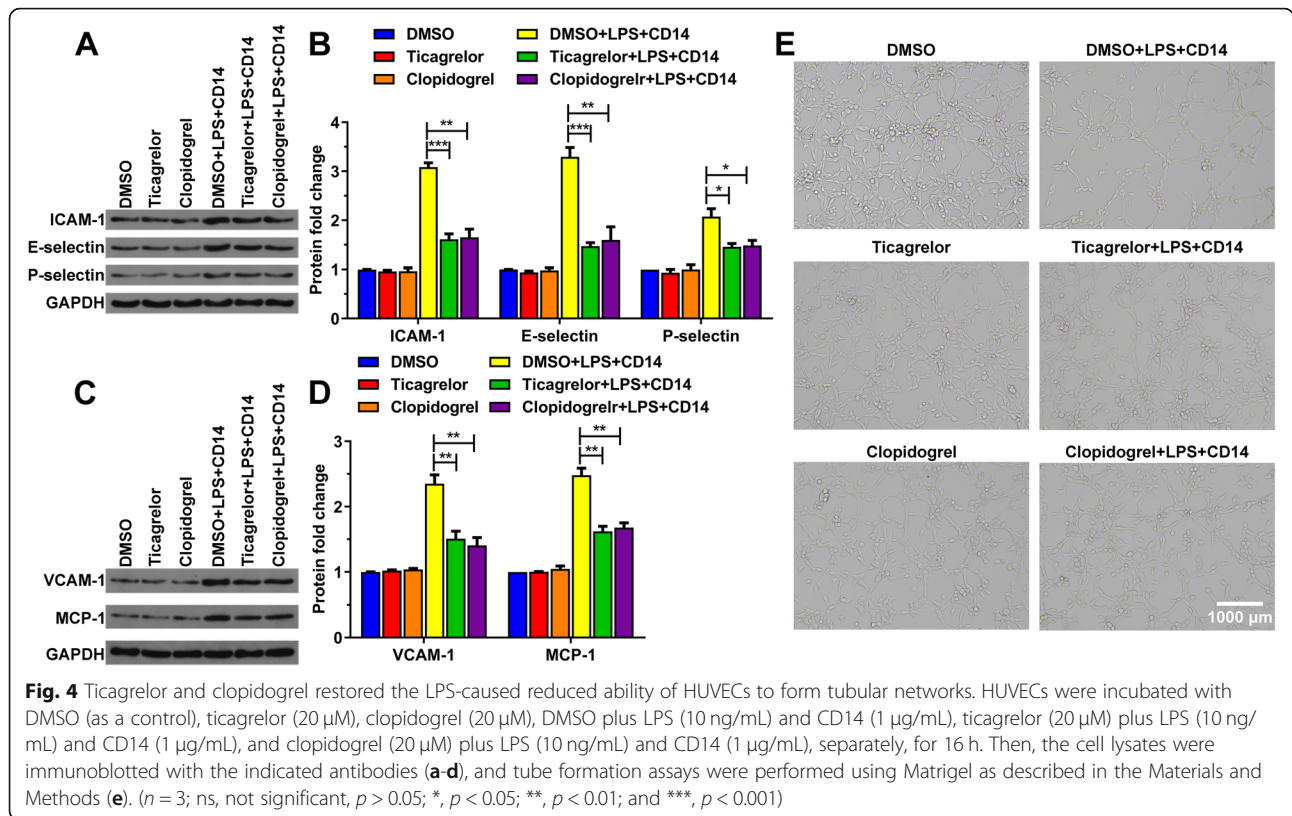 A
DMSO
Ticagrelor
Clopidogrel
DMSO+LPS+CD14
Ticagrelor+LPS+CD14
Clopidogrel+LPS+CD14
ICAM-1
E-selectin
P-selectin
GAPDH
B
DMSO
Ticagrelor
Clopidogrel
DMSO+LPS+CD14
Ticagrelor+LPS+CD14
Clopidogrelr+LPS+CD14
Protein fold change
4
3
2
1
0
**
***
**
***
*
*
ICAM-1
E-selectin
P-selectin
C
DMSO
Ticagrelor
Clopidogrel
DMSO+LPS+CD14
Ticagrelor+LPS+CD14
Clopidogrel+LPS+CD14
VCAM-1
MCP-1
GAPDH
D
DMSO
Ticagrelor
Clopidogrel
DMSO+LPS+CD14
Ticagrelor+LPS+CD14
Clopidogrelr+LPS+CD14
Protein fold change
3
2
1
0
**
**
**
**
VCAM-1
MCP-1
E
DMSO
DMSO+LPS+CD14
Ticagrelor
Ticagrelor+LPS+CD14
Clopidogrel
Clopidogrel+LPS+CD14
1000 µm
Fig. 4 Ticagrelor and clopidogrel restored the LPS-caused reduced ability of HUVECs to form tubular networks. HUVECs were incubated with
DMSO (as a control), ticagrelor (20 μM), clopidogrel (20 μM), DMSO plus LPS (10 ng/mL) and CD14 (1 μg/mL), ticagrelor (20 μM) plus LPS (10 ng/
mL) and CD14 (1 μg/mL), and clopidogrel (20 μM) plus LPS (10 ng/mL) and CD14 (1 μg/mL), separately, for 16 h. Then, the cell lysates were
immunoblotted with the indicated antibodies (a-d), and tube formation assays were performed using Matrigel as described in the Materials and
Methods (e). (n = 3; ns, not significant, p > 0.05; *, p < 0.05; **, p < 0.01; and ***, p < 0.001)